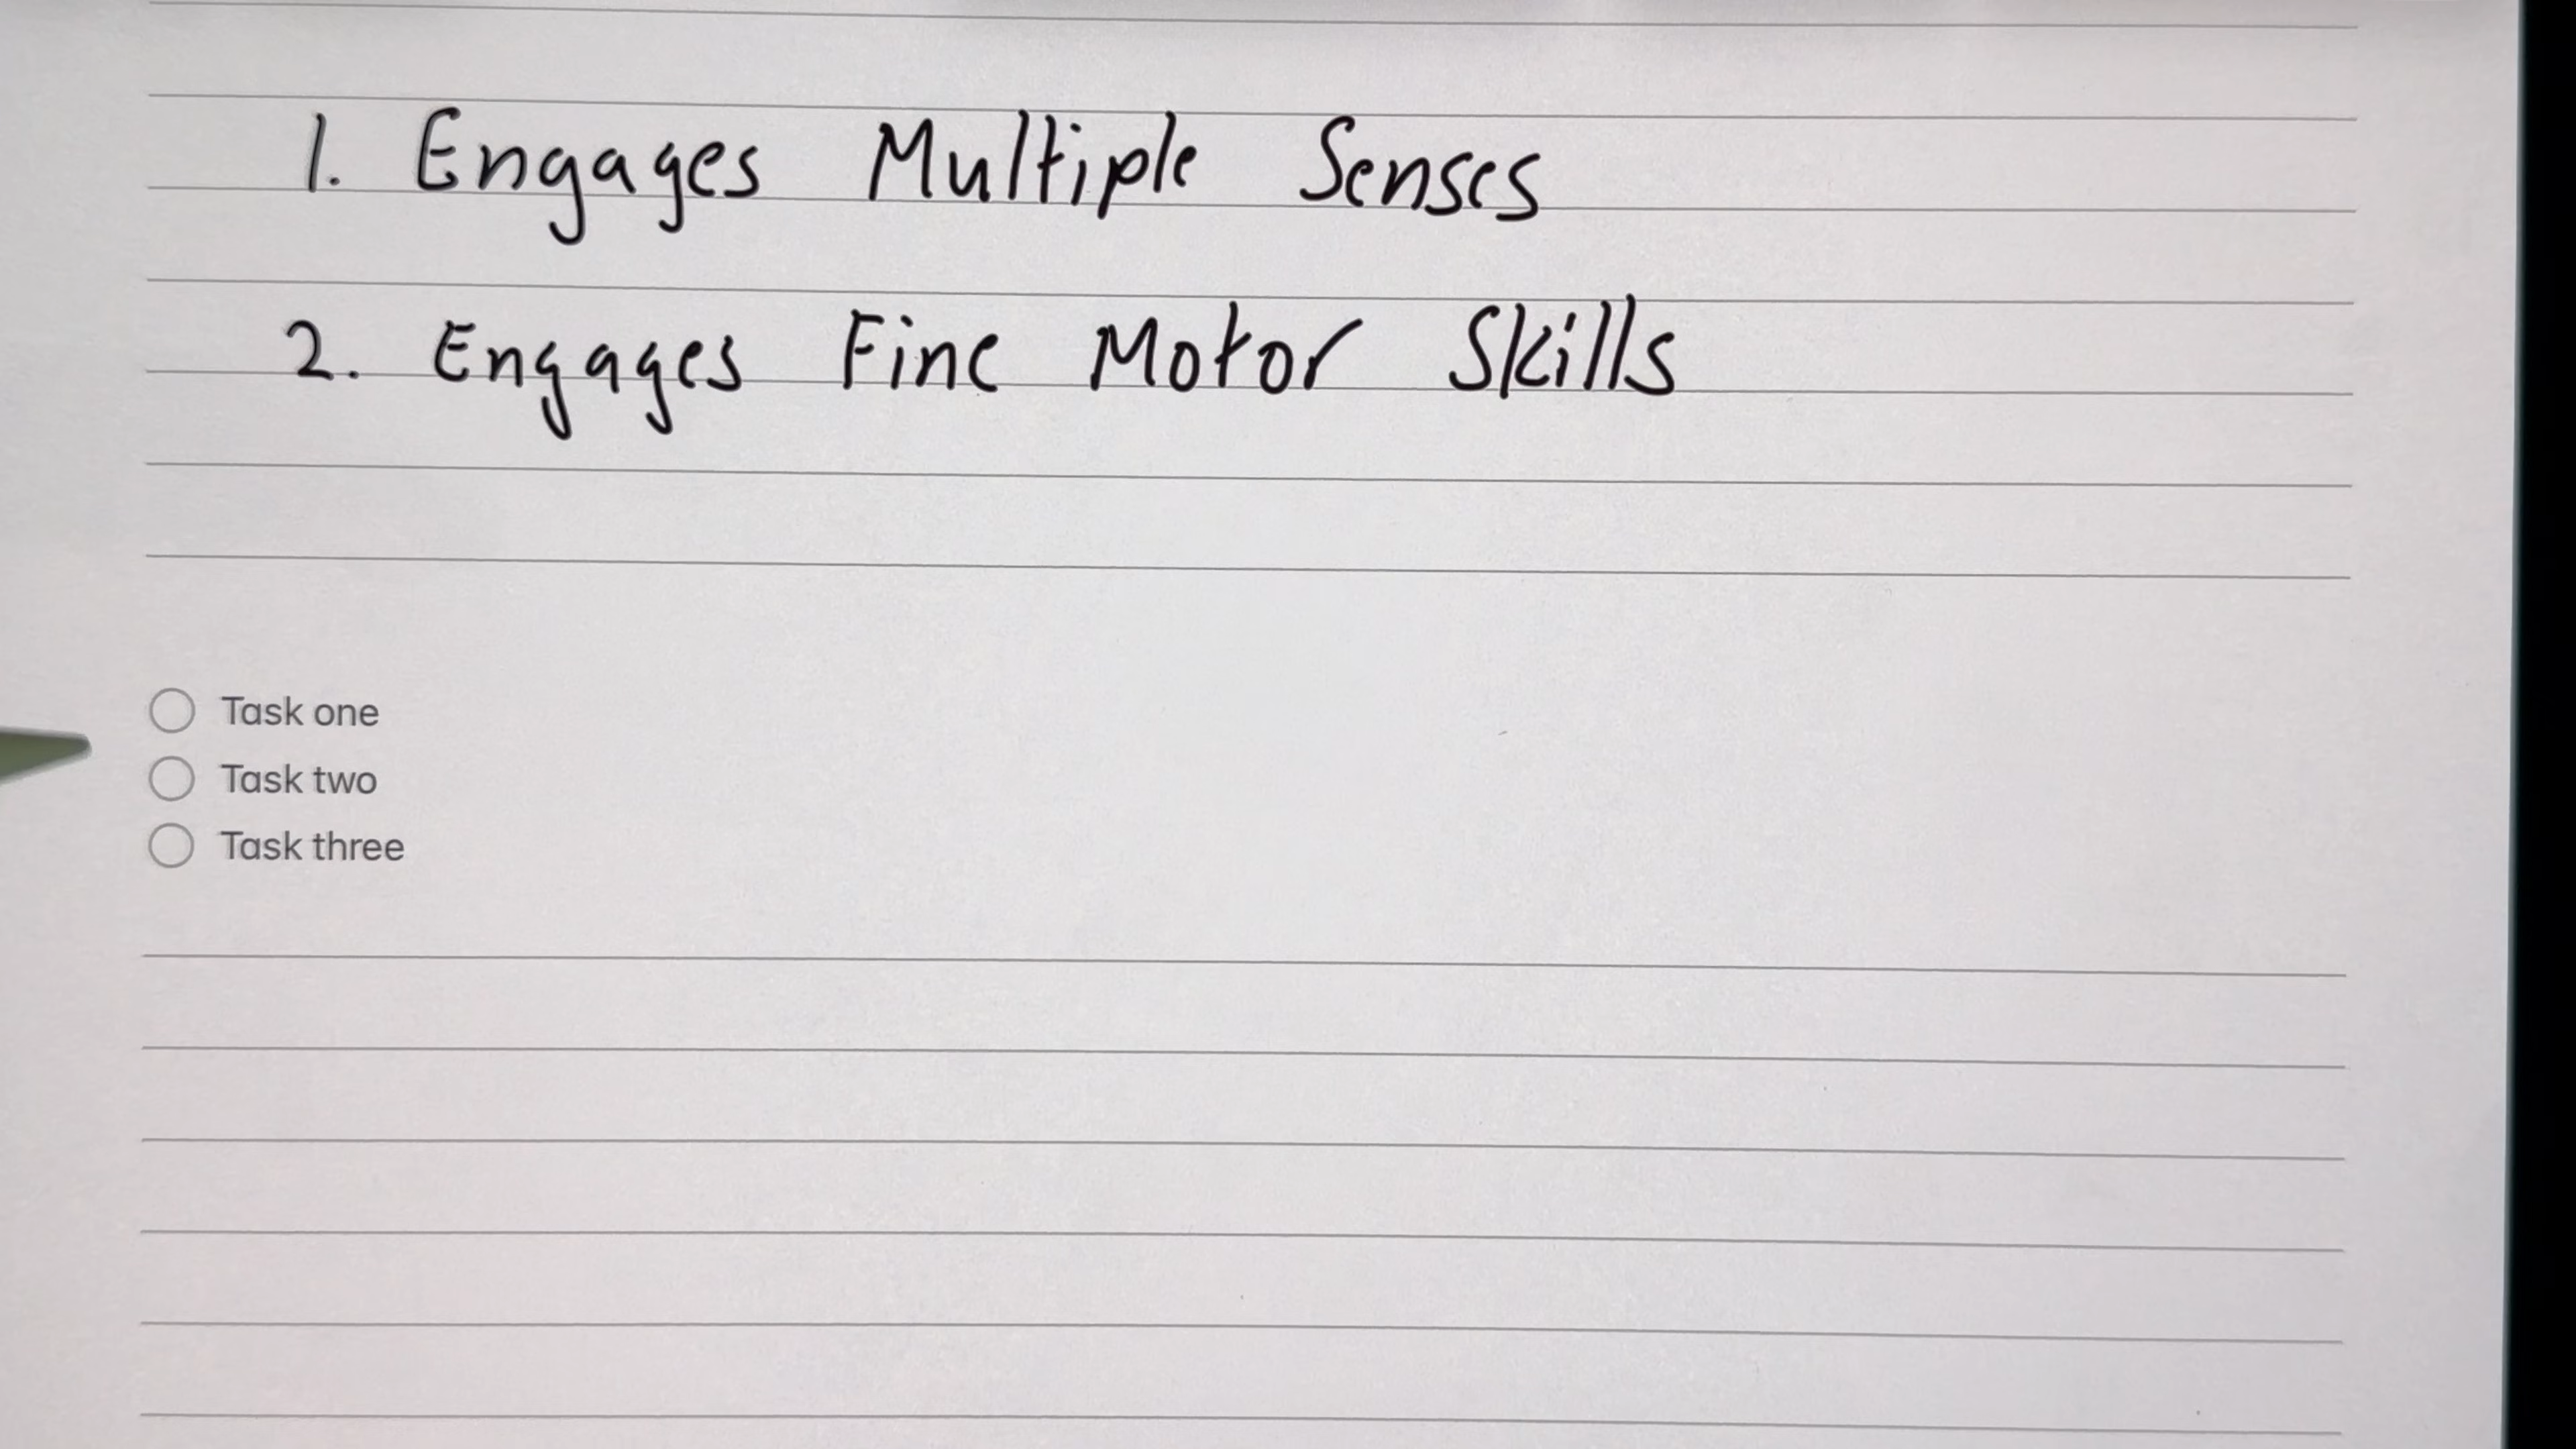 1. Engages Multiple Senses
2. Engages Fine Motor Skills
Task one
Task two
Task three